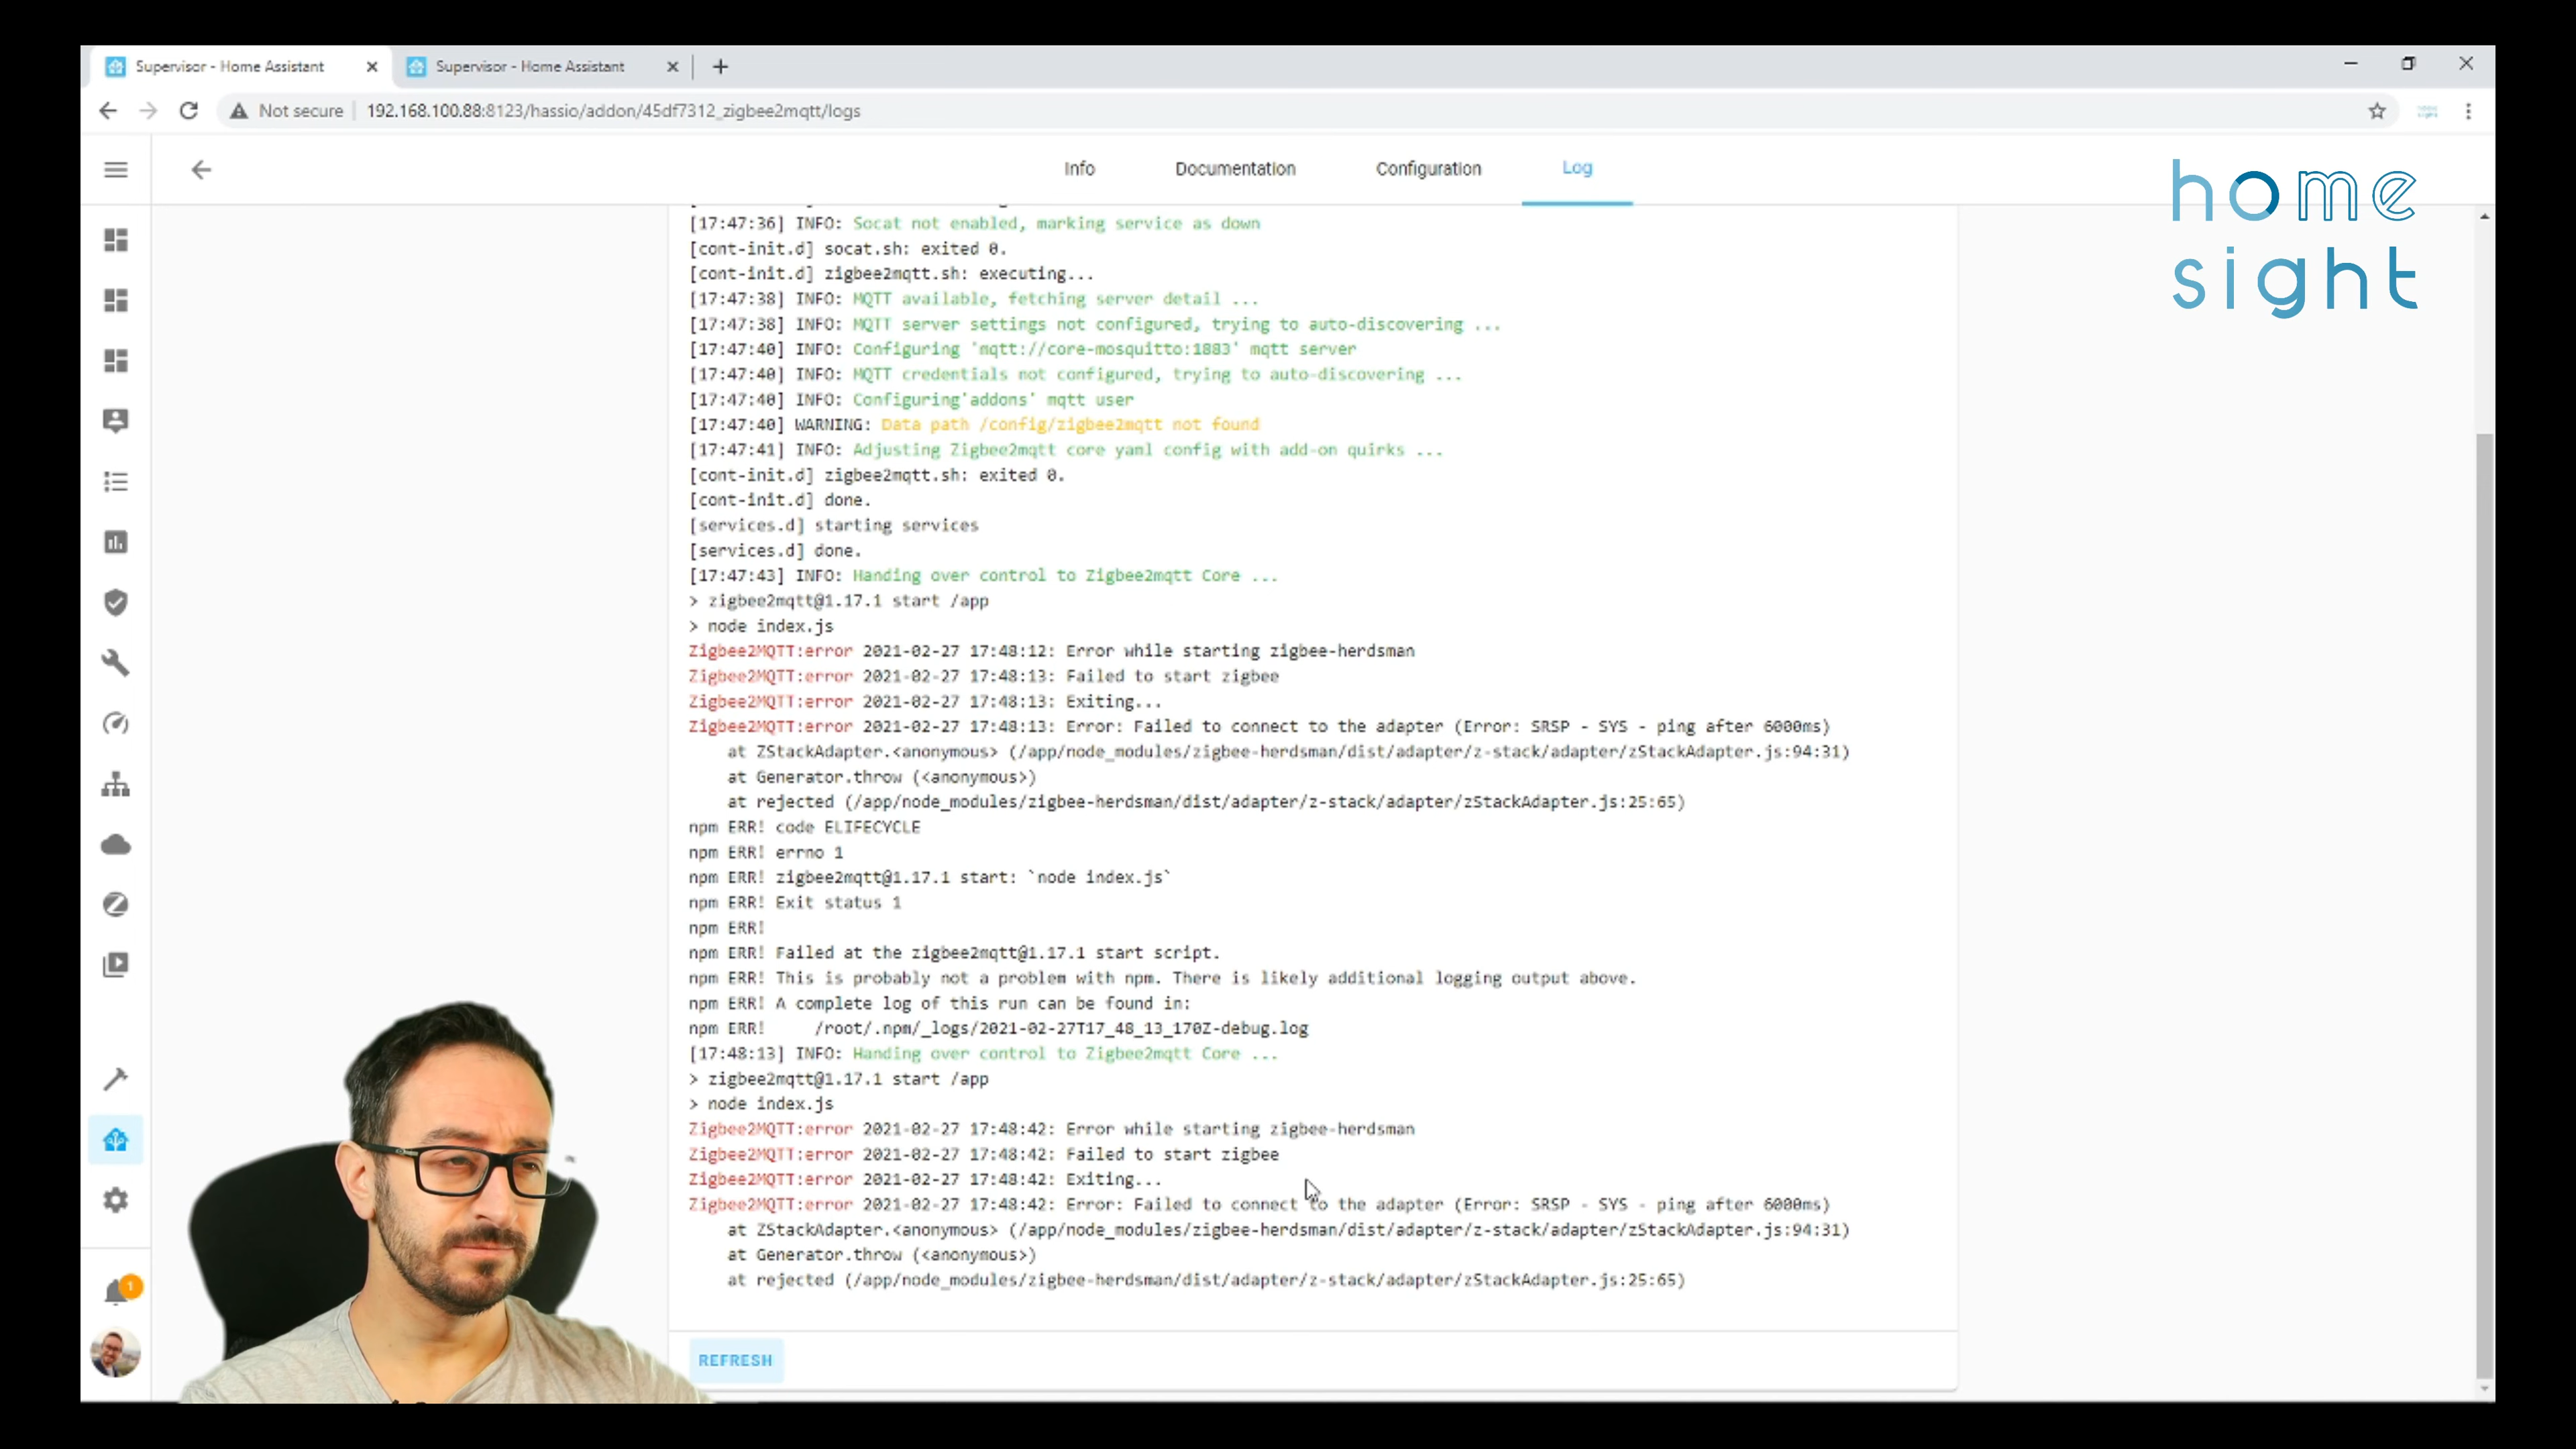 Supervisor - Home Assistant
Supervisor - Home Assistant
Not secure
192.168.100.88:8123/hassio/addon/45df7312_zigbee2mqtt/logs
Info
Documentation
Configuration
Log
home
sight
[17:47:36] INFO: Socat not enabled, marking service as down
[cont-init.d] socat.sh: exited 0.
[cont-init.d] zigbee2mqtt.sh: executing...
[17:47:38] INFO: MQTT available, fetching server detail ...
[17:47:38] INFO: MQTT server settings not configured, trying to auto-discovering ...
[17:47:40] INFO: Configuring 'mqtt://core-mosquitto:1883' mqtt server
[17:47:40] INFO: MQTT credentials not configured, trying to auto-discovering ...
[17:47:40] INFO: Configuring'addons' mqtt user
[17:47:40] WARNING: Data path /config/zigbee2mqtt not found
[17:47:41] INFO: Adjusting Zigbee2mqtt core yaml config with add-on quirks ...
[cont-init.d] zigbee2mqtt.sh: exited 0.
[cont-init.d] done.
[services.d] starting services
[services.d] done.
[17:47:43] INFO: Handing over control to Zigbee2mqtt Core ...
> zigbee2mqtt@1.17.1 start /app
> node index.js
Zigbee2MQTT:error 2021-02-27 17:48:12: Error while starting zigbee-herdsman
Zigbee2MQTT:error 2021-02-27 17:48:13: Failed to start zigbee
Zigbee2MQTT:error 2021-02-27 17:48:13: Exiting...
Zigbee2MQTT:error 2021-02-27 17:48:13: Error: Failed to connect to the adapter (Error: SRSP - SYS - ping after 6000ms)
at ZStackAdapter.<anonymous> (/app/node_modules/zigbee-herdsman/dist/adapter/z-stack/adapter/zStackAdapter.js:94:31)
at Generator.throw (<anonymous>)
at rejected (/app/node_modules/zigbee-herdsman/dist/adapter/z-stack/adapter/zStackAdapter.js:25:65)
npm ERR! code ELIFECYCLE
npm ERR! errno 1
npm ERR! zigbee2mqtt@1.17.1 start: `node index.js`
npm ERR! Exit status 1
npm ERR!
npm ERR! Failed at the zigbee2mqtt@1.17.1 start script.
npm ERR! This is probably not a problem with npm. There is likely additional logging output above.
npm ERR! A complete log of this run can be found in:
npm ERR!     /root/.npm/_logs/2021-02-27T17_48_13_170Z-debug.log
[17:48:13] INFO: Handing over control to Zigbee2mqtt Core ...
> zigbee2mqtt@1.17.1 start /app
> node index.js
Zigbee2MQTT:error 2021-02-27 17:48:42: Error while starting zigbee-herdsman
Zigbee2MQTT:error 2021-02-27 17:48:42: Failed to start zigbee
Zigbee2MQTT:error 2021-02-27 17:48:42: Exiting...
Zigbee2MQTT:error 2021-02-27 17:48:42: Error: Failed to connect to the adapter (Error: SRSP - SYS - ping after 6000ms)
at ZStackAdapter.<anonymous> (/app/node_modules/zigbee-herdsman/dist/adapter/z-stack/adapter/zStackAdapter.js:94:31)
at Generator.throw (<anonymous>)
at rejected (/app/node_modules/zigbee-herdsman/dist/adapter/z-stack/adapter/zStackAdapter.js:25:65)
1
REFRESH